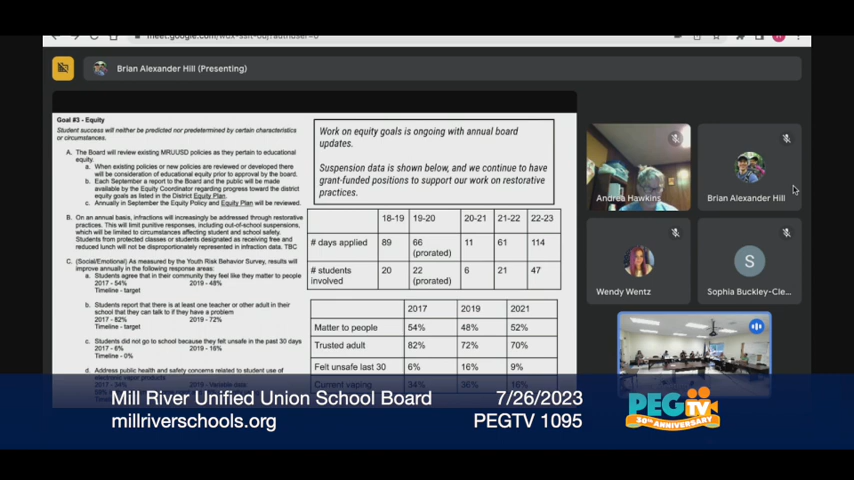 Brian Alexander Hill (Presenting)
Goal #3 - Equity
Student success will neither be predicted nor predetermined by certain characteristics
or circumstances.
A. The Board will review existing MRUUSD policies as they pertain to educational
equity.
a. When existing policies or new policies are reviewed or developed there
will be consideration of educational equity prior to approval by the board.
b. Each September a report to the Board and the public will be made
available by the Equity Coordinator regarding progress toward the district
equity goals as listed in the District Equity Plan.
c. Annually in September the Equity Policy and Equity Plan will be reviewed.
B. On an annual basis, infractions will increasingly be addressed through restorative
practices. This will limit punitive responses, including out-of-school suspensions,
which will be limited to circumstances affecting student and school safety.
Students from protected classes or students designated as receiving free and
reduced lunch will not be disproportionately represented in infraction data. TBC
C. (Social/Emotional) As measured by the Youth Risk Behavior Survey, results will
improve annually in the following response areas:
a. Students agree that in their community they feel like they matter to people
2017 - 54% 2019 - 48%
Timeline - target
b. Students report that there is at least one teacher or other adult in their
school that they can talk to if they have a problem
2017 - 82% 2019 - 72%
Timeline - target
c. Students did not go to school because they felt unsafe in the past 30 days
2017 - 6% 2019 - 16%
Timeline - 0%
d. Address public health and safety concerns related to student use of
Work on equity goals is ongoing with annual board
updates.
Suspension data is shown below, and we continue to have
grant-funded positions to support our work on restorative
practices.
18-19 19-20 20-21 21-22 22-23
# days applied 89 66 (prorated) 11 61 114
# students involved 20 22 (prorated) 6 21 47
2017 2019 2021
Matter to people 54% 48% 52%
Trusted adult 82% 72% 70%
Felt unsafe last 30 6% 16% 9%
Current vaping 34% 36% 16%
Andrea Hawkins
Brian Alexander Hill
Wendy Wentz
S
Sophia Buckley-Cle...
Mill River Unified Union School Board 7/26/2023
millriverschools.org PEGTV 1095
PEGTV
30TH ANNIVERSARY